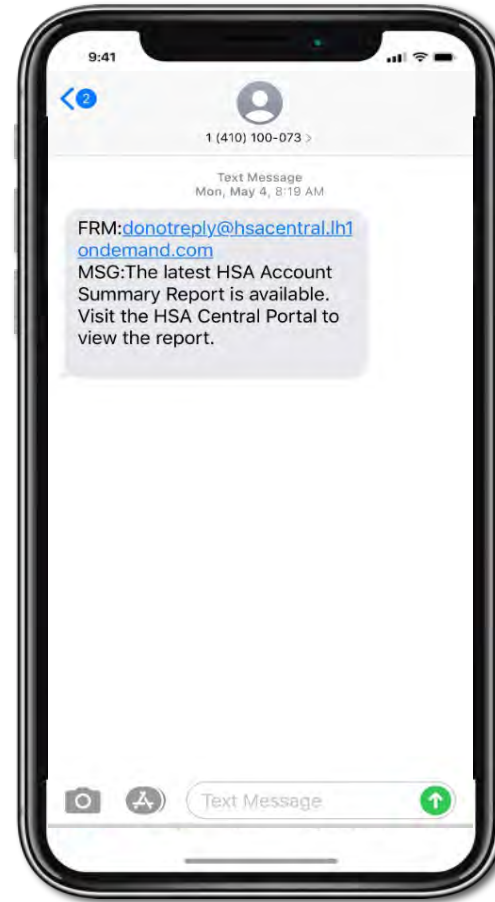 9:41
2
1 (410) 100-073 >
Text Message
Mon, May 4, 8:19 AM
FRM:donotreply@hsacentral.lh1
ondemand.com
MSG:The latest HSA Account
Summary Report is available.
Visit the HSA Central Portal to
view the report.
Text Message